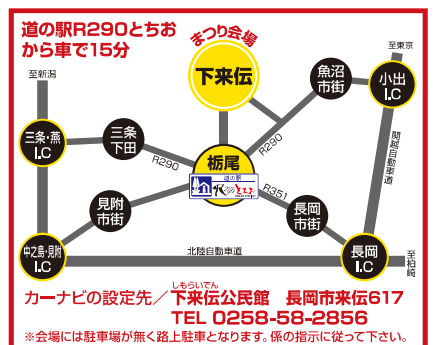 道の駅R290とちお
から車で15分
まつり会場
下来伝
至東京
至新潟
魚沼
市街
小出
I.C
三条・燕
I.C
三条
下田
R290
R290
栃尾
道の駅
関越自動車道
見附
市街
R351
長岡
市街
中之島・見附
I.C
北陸自動車道
長岡
I.C
至柏崎
しもらいでん
カーナビの設定先／下来伝公民館 長岡市来伝617
TEL 0258-58-2856
※会場には駐車場が無く路上駐車となります。係の指示に従って下さい。